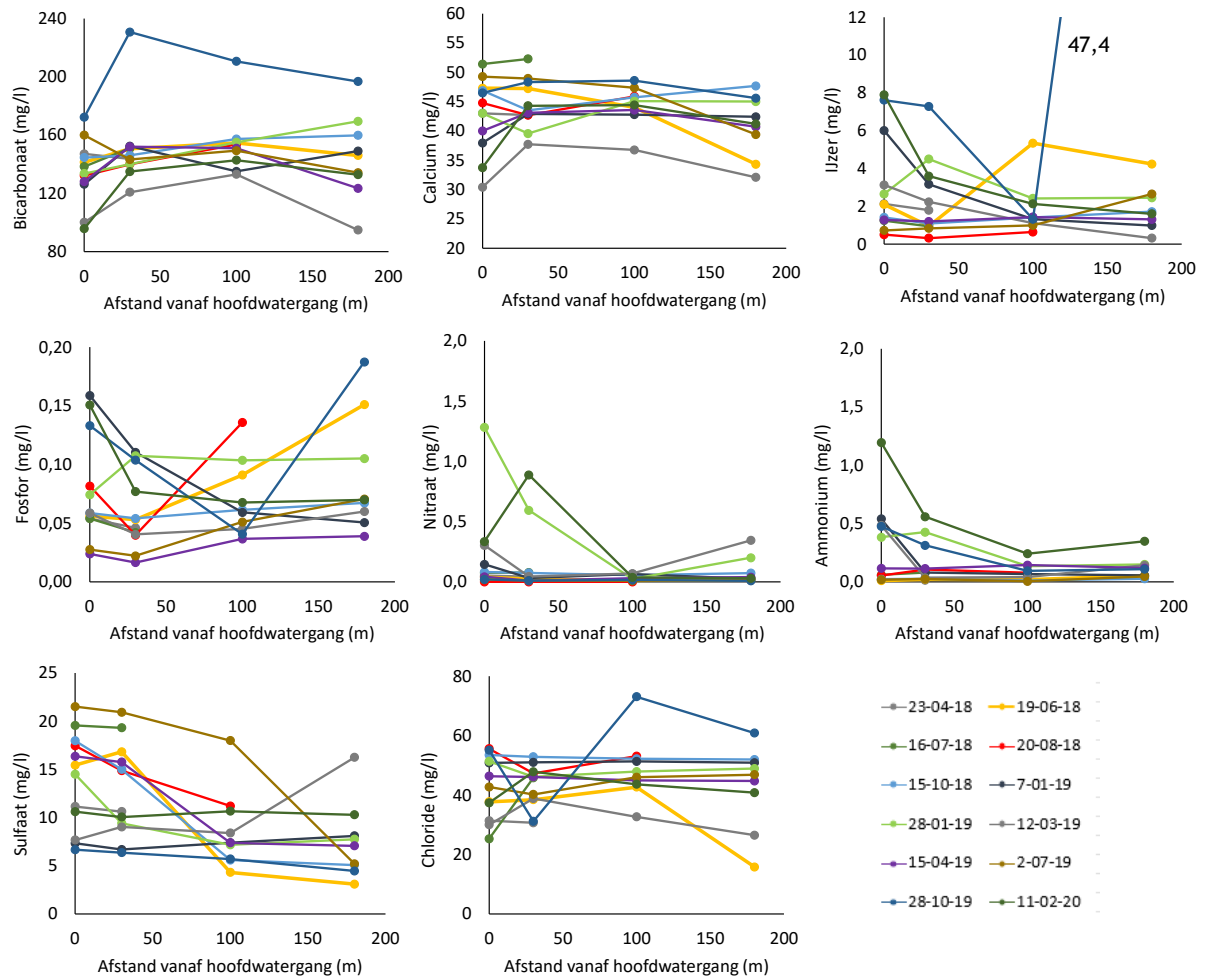 240
200
160
120
80
0 50 100 150 200
Bicarbonaat (mg/l)
Afstand vanaf hoofdwatergang (m)
60
55
50
45
40
35
30
25
20
0 50 100 150 200
Calcium (mg/l)
Afstand vanaf hoofdwatergang (m)
12
10
8
6
4
2
0
0 50 100 150 200
IJzer (mg/l)
47,4
Afstand vanaf hoofdwatergang (m)
0,20
0,15
0,10
0,05
0,00
0 50 100 150 200
Fosfor (mg/l)
Afstand vanaf hoofdwatergang (m)
2,0
1,5
1,0
0,5
0,0
0 50 100 150 200
Nitraat (mg/l)
Afstand vanaf hoofdwatergang (m)
2,0
1,5
1,0
0,5
0,0
0 50 100 150 200
Ammonium (mg/l)
Afstand vanaf hoofdwatergang (m)
25
20
15
10
5
0
0 50 100 150 200
Sulfaat (mg/l)
Afstand vanaf hoofdwatergang (m)
80
60
40
20
0
0 50 100 150 200
Chloride (mg/l)
Afstand vanaf hoofdwatergang (m)
23-04-18 19-06-18
16-07-18 20-08-18
15-10-18 7-01-19
28-01-19 12-03-19
15-04-19 2-07-19
28-10-19 11-02-20